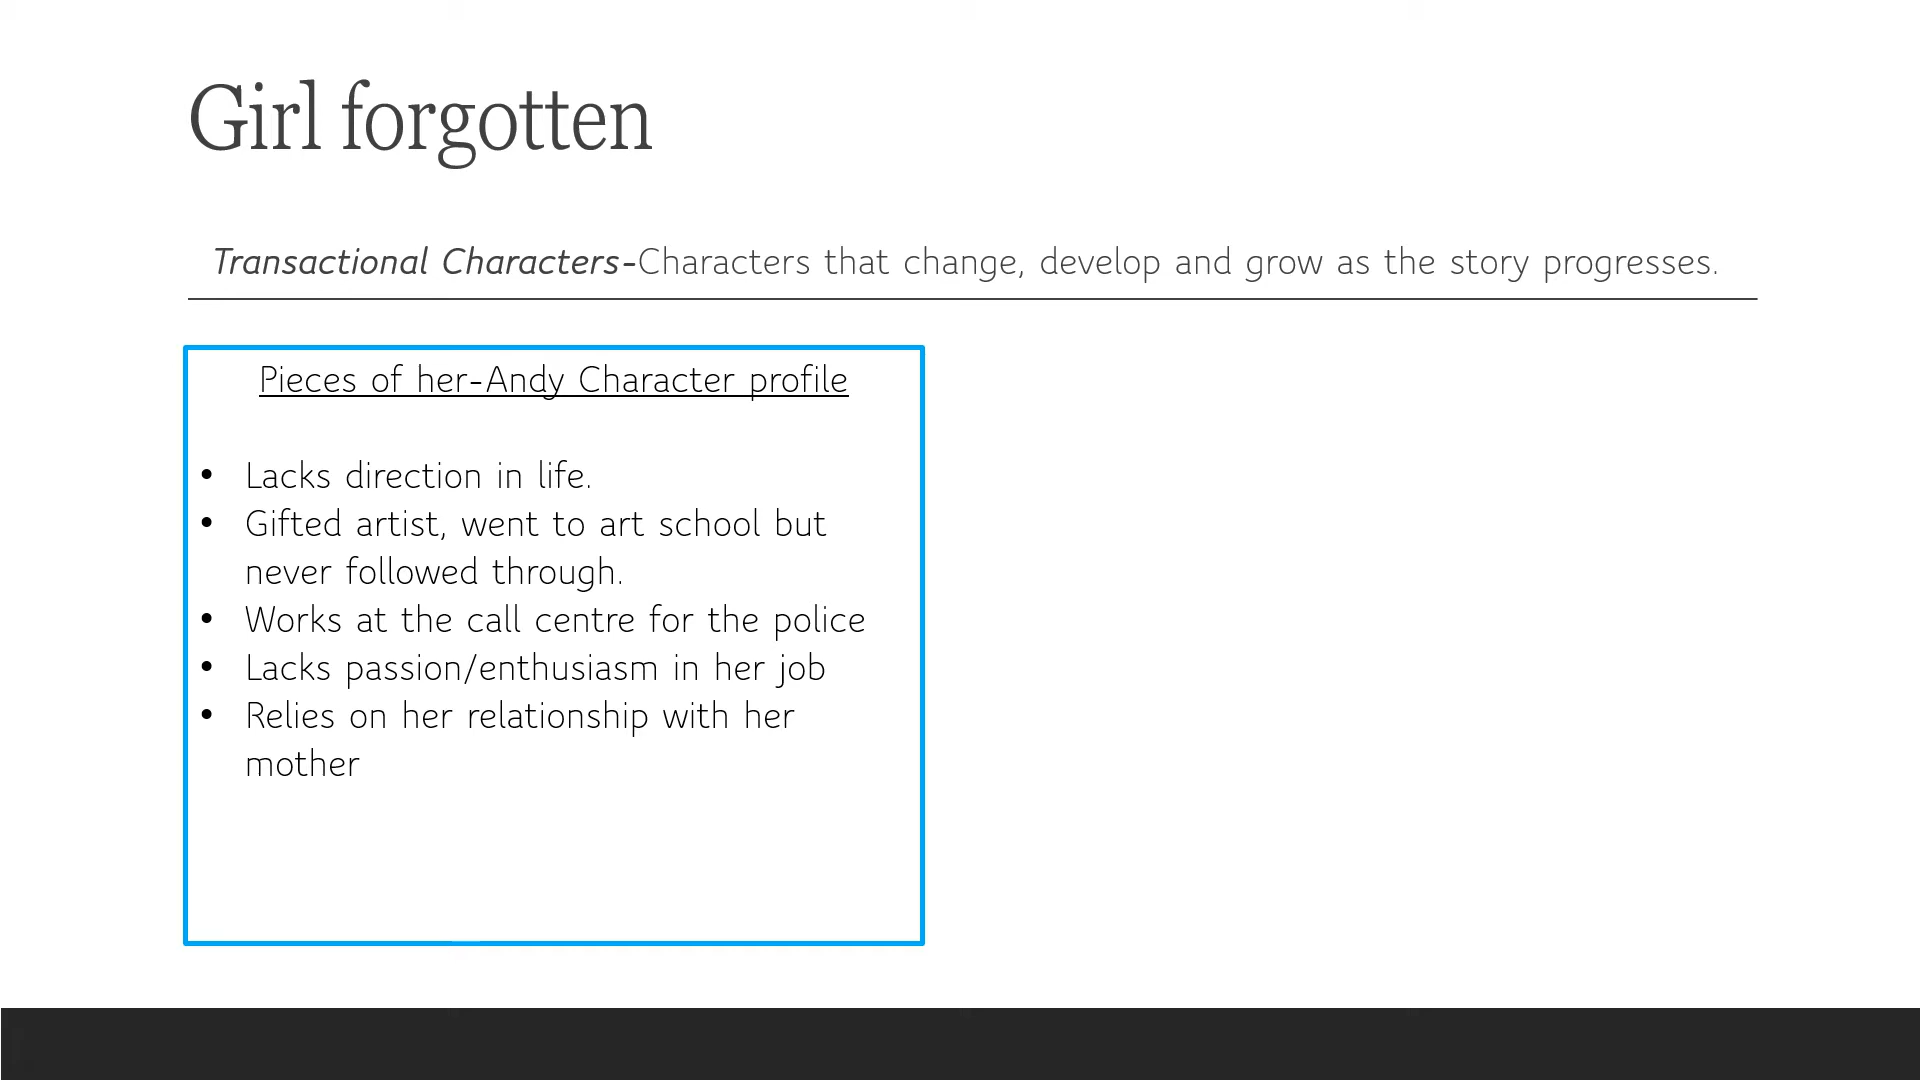 Girl forgotten
Transactional Characters-Characters that change, develop and grow as the story progresses.
Pieces of her-Andy Character profile
• Lacks direction in life.
• Gifted artist, went to art school but
never followed through.
• Works at the call centre for the police
• Lacks passion/enthusiasm in her job
• Relies on her relationship with her
mother